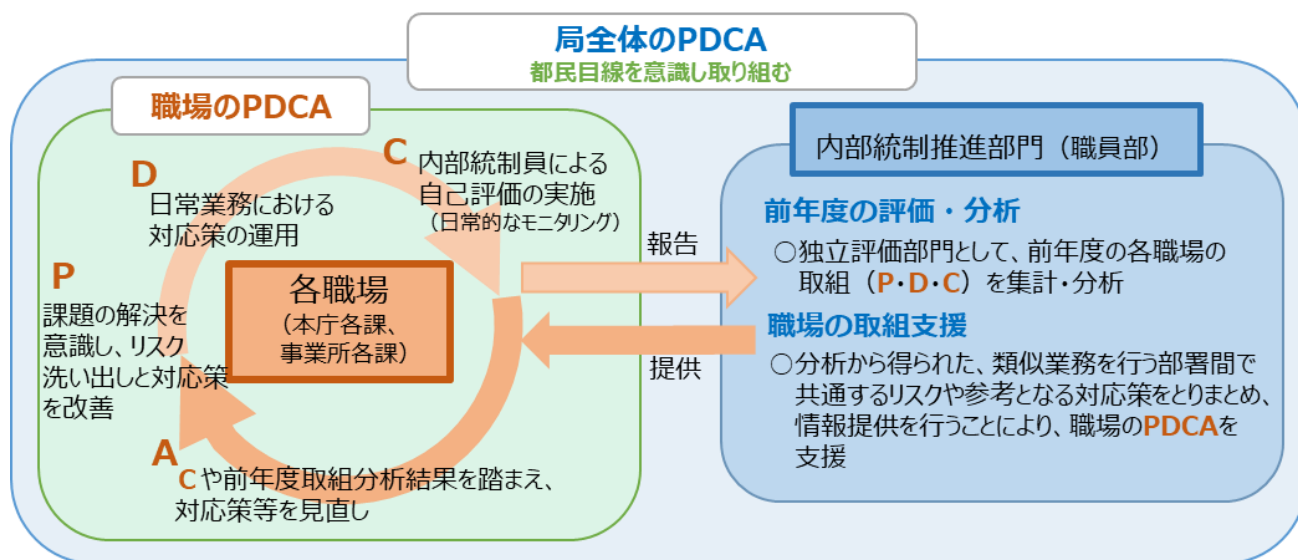 局全体のPDCA
都民目線を意識し取り組む
職場のPDCA
P
課題の解決を
意識し、リスク
洗い出しと対応策
を改善
D
日常業務における
対応策の運用
C
内部統制員による
自己評価の実施
（日常的なモニタリング）
各職場
（本庁各課、
事業所各課）
A
Cや前年度取組分析結果を踏まえ、
対応策等を見直し
報告
提供
内部統制推進部門（職員部）
前年度の評価・分析
○独立評価部門として、前年度の各職場の
取組（P・D・C）を集計・分析
職場の取組支援
○分析から得られた、類似業務を行う部署間で
共通するリスクや参考となる対応策をとりまとめ、
情報提供を行うことにより、職場のPDCAを
支援